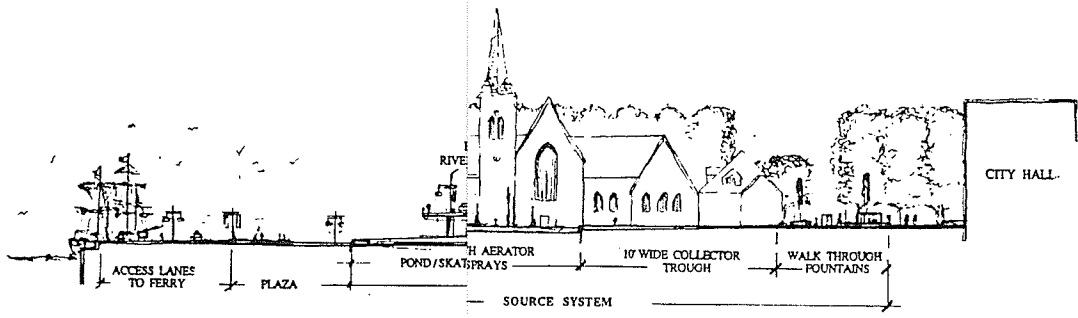 RIVE
CITY HALL
ACCESS LANES
TO FERRY
PLAZA
POND/SKAT
H AERATOR
SPRAYS
10' WIDE COLLECTOR
TROUGH
WALK THROUGH
FOUNTAINS
SOURCE SYSTEM